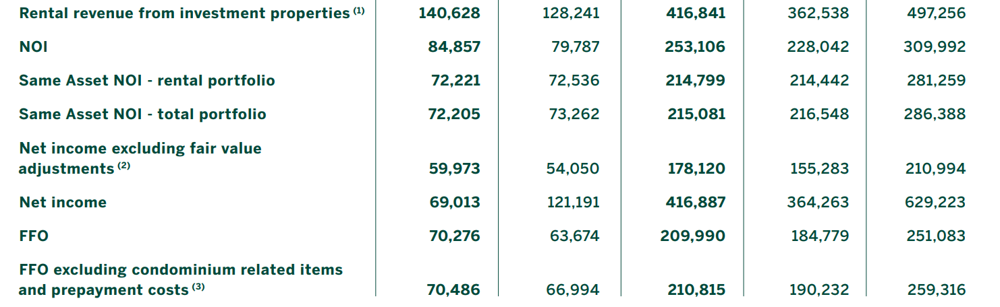 Rental revenue from investment properties (1) 140,628 128,241 416,841 362,538 497,256
NOI 84,857 79,787 253,106 228,042 309,992
Same Asset NOI - rental portfolio 72,221 72,536 214,799 214,442 281,259
Same Asset NOI - total portfolio 72,205 73,262 215,081 216,548 286,388
Net income excluding fair value
adjustments (2) 59,973 54,050 178,120 155,283 210,994
Net income 69,013 121,191 416,887 364,263 629,223
FFO 70,276 63,674 209,990 184,779 251,083
FFO excluding condominium related items
and prepayment costs (3) 70,486 66,994 210,815 190,232 259,316